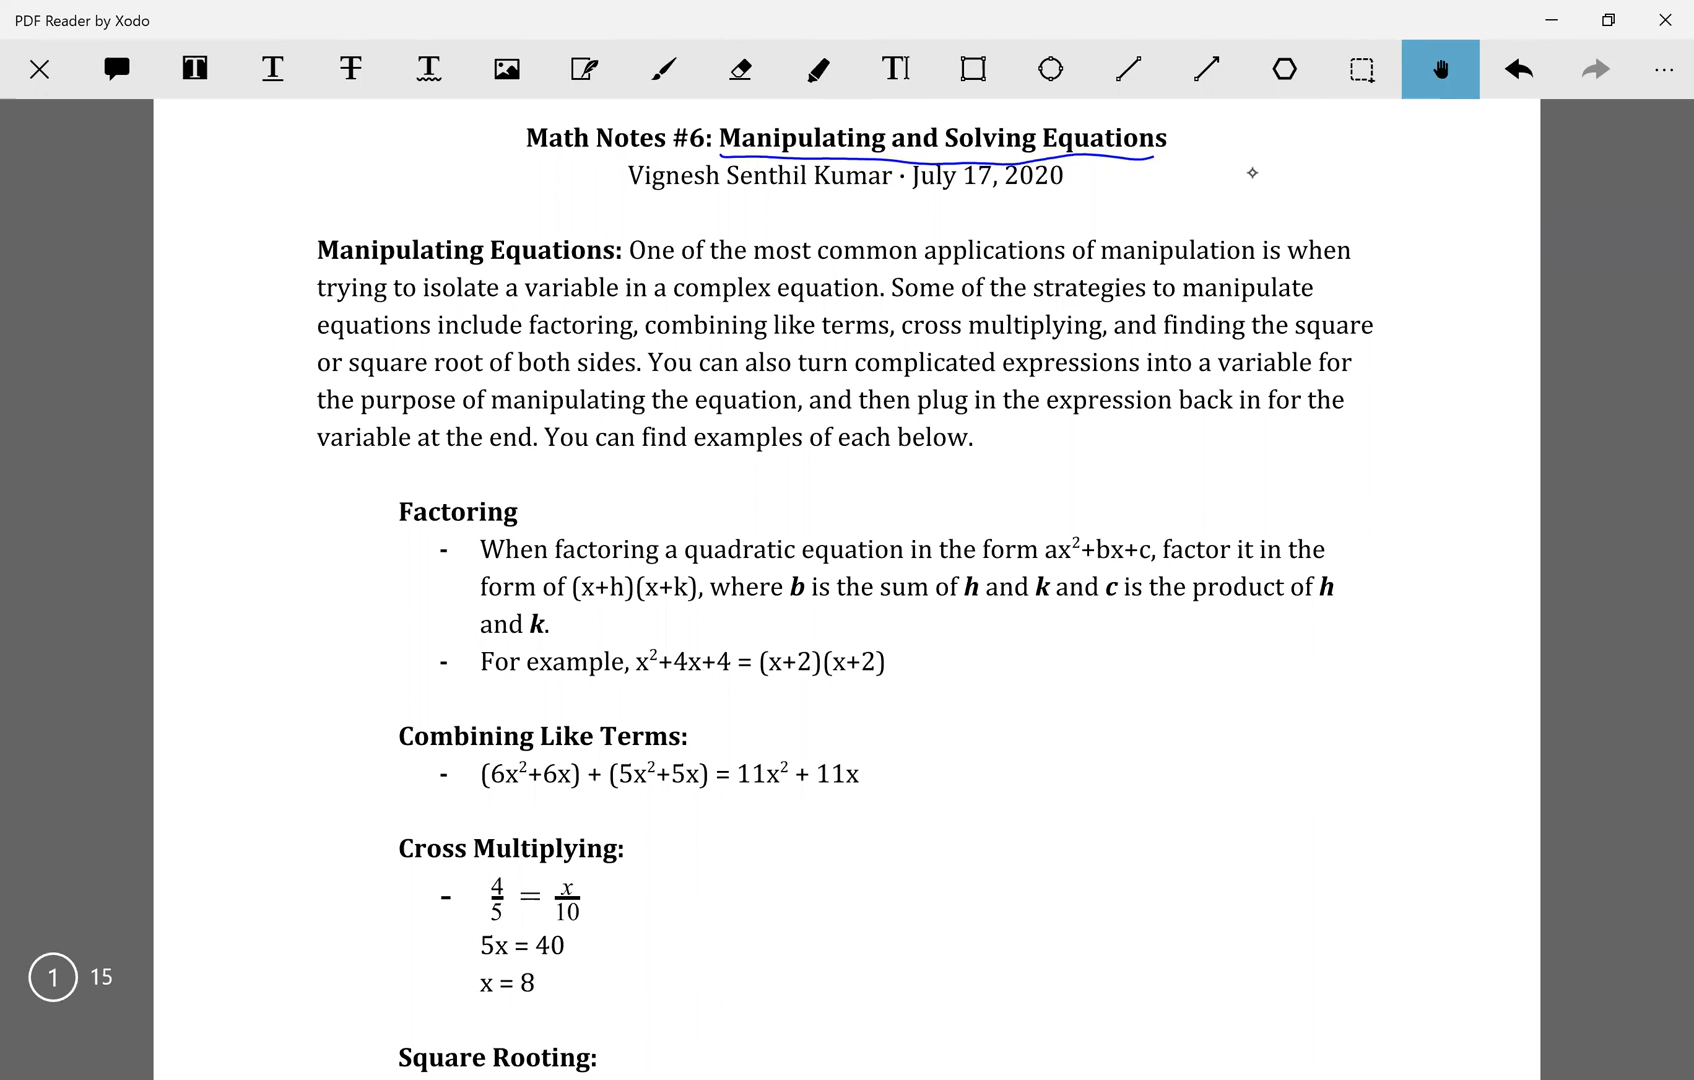 PDF Reader by Xodo
Math Notes #6: Manipulating and Solving Equations
Vignesh Senthil Kumar · July 17, 2020
Manipulating Equations: One of the most common applications of manipulation is when
trying to isolate a variable in a complex equation. Some of the strategies to manipulate
equations include factoring, combining like terms, cross multiplying, and finding the square
or square root of both sides. You can also turn complicated expressions into a variable for
the purpose of manipulating the equation, and then plug in the expression back in for the
variable at the end. You can find examples of each below.
Factoring
- When factoring a quadratic equation in the form ax²+bx+c, factor it in the
form of (x+h)(x+k), where b is the sum of h and k and c is the product of h
and k.
- For example, x²+4x+4 = (x+2)(x+2)
Combining Like Terms:
- (6x²+6x) + (5x²+5x) = 11x² + 11x
Cross Multiplying:
- 4/5 = x/10
5x = 40
x = 8
1 15
Square Rooting: